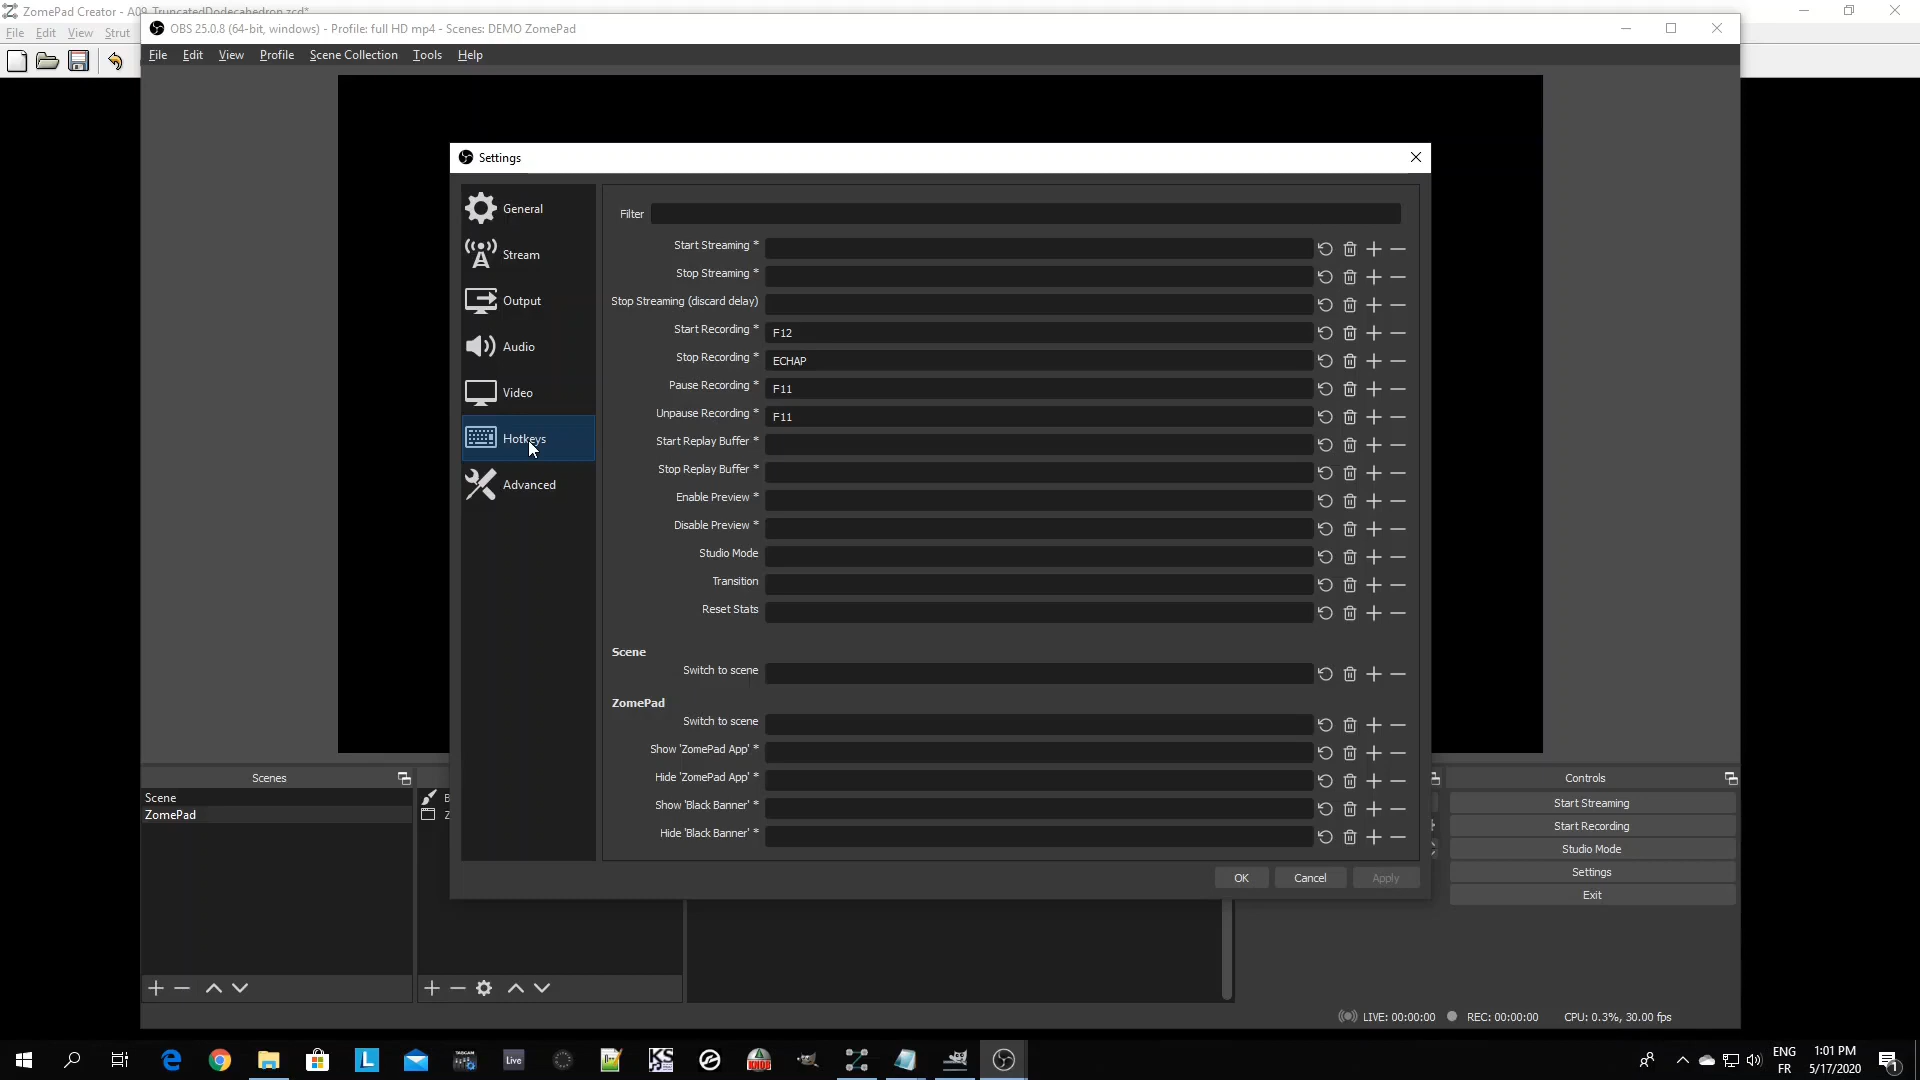 ZomePad Creator - A09_TruncatedDodecahedron.zcd*
File Edit View Strut
OBS 25.0.8 (64-bit, windows) - Profile: full HD mp4 - Scenes: DEMO ZomePad
File Edit View Profile Scene Collection Tools Help
Settings
General
Stream
Output
Audio
Video
Hotkeys
Advanced
Filter
Start Streaming *
Stop Streaming *
Stop Streaming (discard delay)
Start Recording * F12
Stop Recording * ECHAP
Pause Recording * F11
Unpause Recording * F11
Start Replay Buffer *
Stop Replay Buffer *
Enable Preview *
Disable Preview *
Studio Mode
Transition
Reset Stats
Scene
Switch to scene
ZomePad
Switch to scene
Show 'ZomePad App' *
Hide 'ZomePad App' *
Show 'Black Banner' *
Hide 'Black Banner' *
OK Cancel Apply
Scenes
Scene
ZomePad
B
Z
Controls
Start Streaming
Start Recording
Studio Mode
Settings
Exit
LIVE: 00:00:00 REC: 00:00:00 CPU: 0.3%, 30.00 fps
L
Live
KS
ENG
FR
1:01 PM
5/17/2020
1